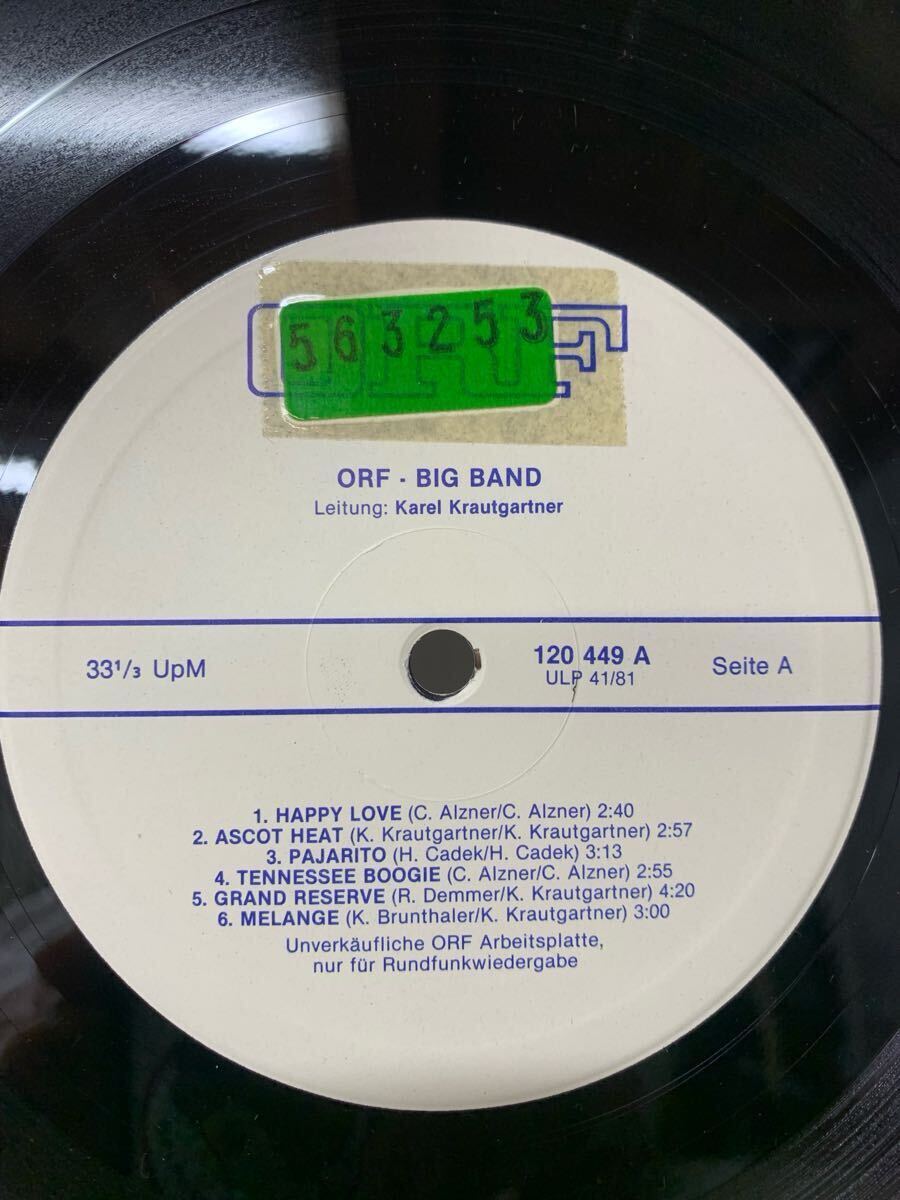 ORF
563253
ORF - BIG BAND
Leitung: Karel Krautgartner
33¹/₃ UpM
120 449 A
ULP 41/81
Seite A
1. HAPPY LOVE (C. Alzner/C. Alzner) 2:40
2. ASCOT HEAT (K. Krautgartner/K. Krautgartner) 2:57
3. PAJARITO (H. Cadek/H. Cadek) 3:13
4. TENNESSEE BOOGIE (C. Alzner/C. Alzner) 2:55
5. GRAND RESERVE (R. Demmer/K. Krautgartner) 4:20
6. MELANGE (K. Brunthaler/K. Krautgartner) 3:00
Unverkäufliche ORF Arbeitsplatte,
nur für Rundfunkwiedergabe